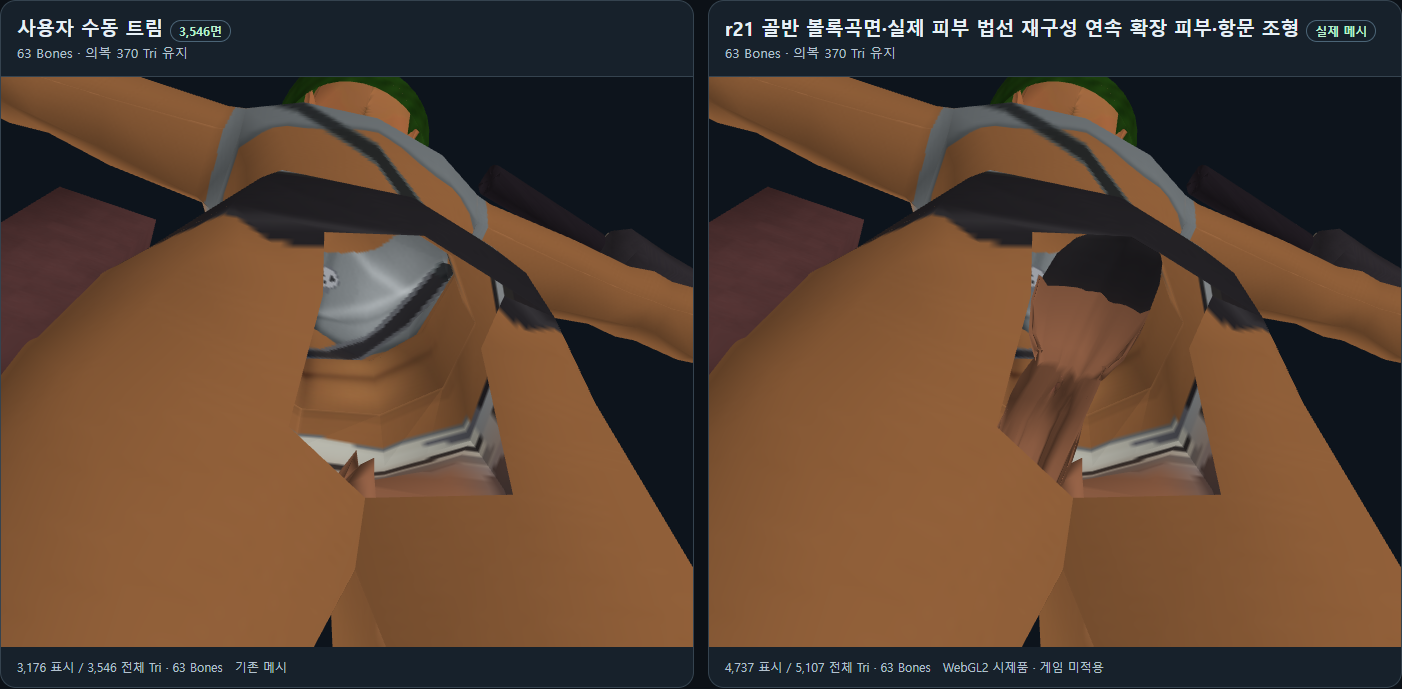 사용자 수동 트림 3,546면
63 Bones · 의복 370 Tri 유지
3,176 표시 / 3,546 전체 Tri · 63 Bones 기존 메시
r21 골반 볼록곡면·실제 피부 법선 재구성 연속 확장 피부·항문 조형 실제 메시
63 Bones · 의복 370 Tri 유지
4,737 표시 / 5,107 전체 Tri · 63 Bones WebGL2 시제품 · 게임 미적용